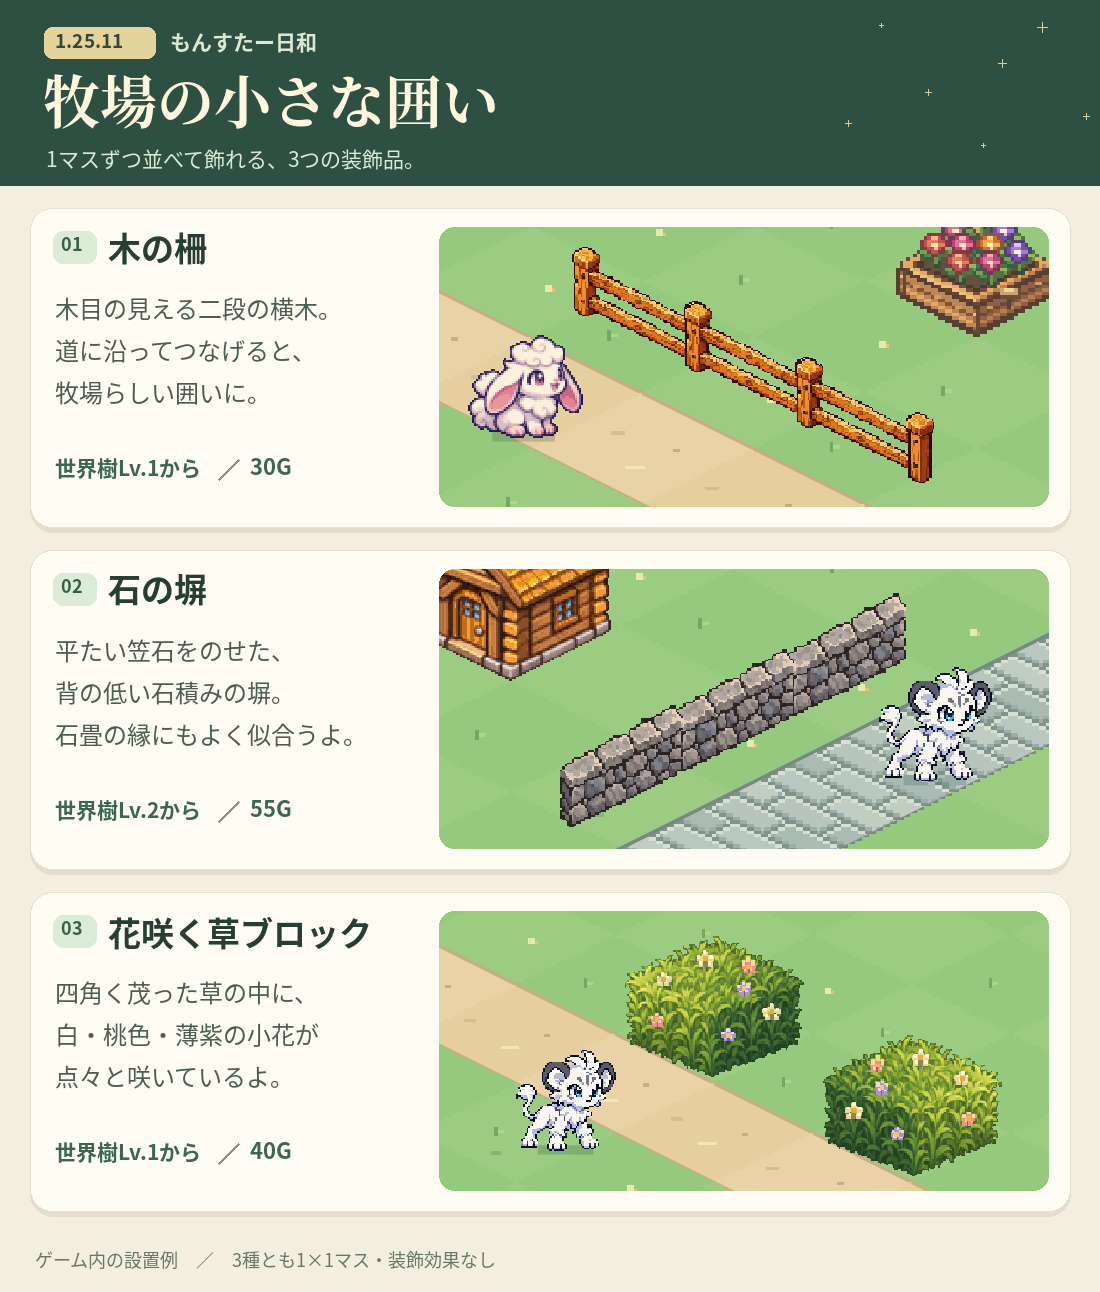 1.25.11 もんすたー日和
牧場の小さな囲い
1マスずつ並べて飾れる、3つの装飾品。
01 木の柵
木目の見える二段の横木。
道に沿ってつなげると、
牧場らしい囲いに。
世界樹Lv.1から ／ 30G
02 石の塀
平たい笠石をのせた、
背の低い石積みの塀。
石畳の縁にもよく似合うよ。
世界樹Lv.2から ／ 55G
03 花咲く草ブロック
四角く茂った草の中に、
白・桃色・薄紫の小花が
点々と咲いているよ。
世界樹Lv.1から ／ 40G
ゲーム内の設置例 ／ 3種とも1×1マス・装飾効果なし